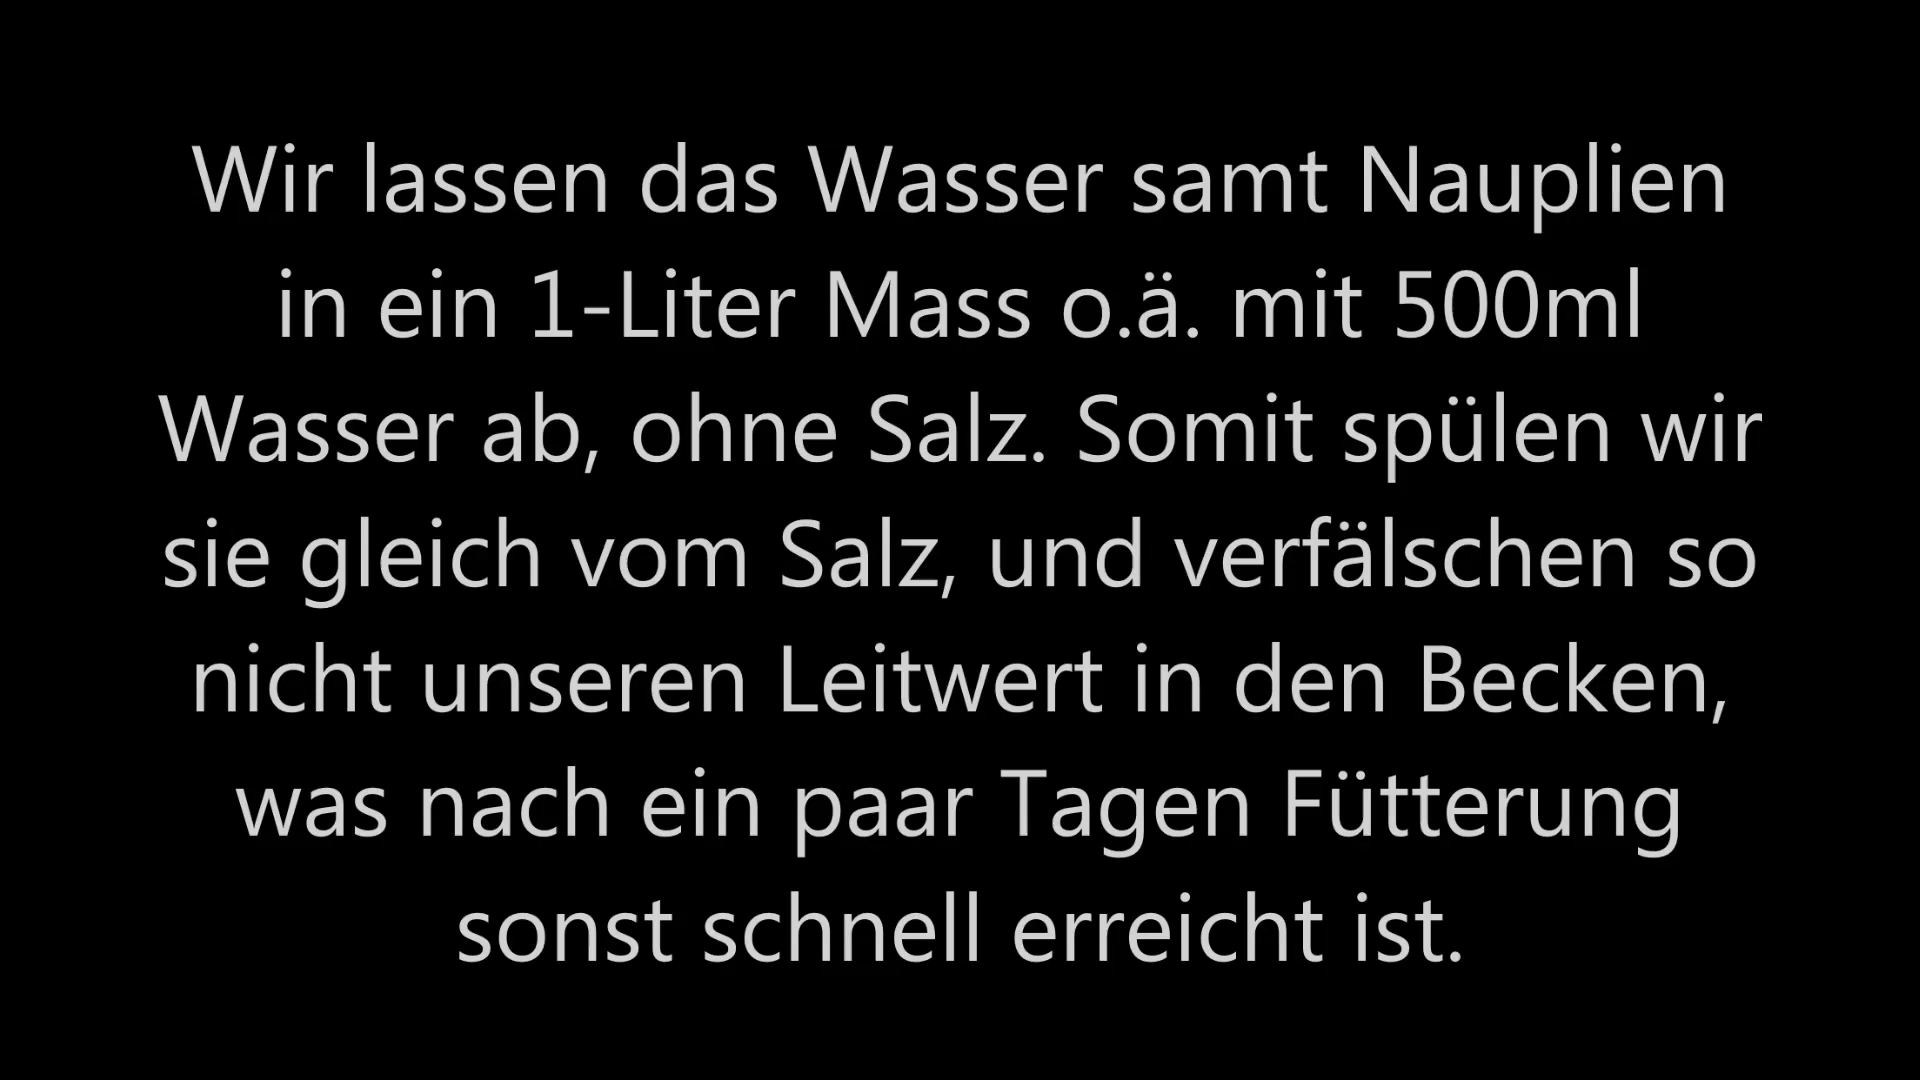 Wir lassen das Wasser samt Nauplien
in ein 1-Liter Mass o.ä. mit 500ml
Wasser ab, ohne Salz. Somit spülen wir
sie gleich vom Salz, und verfälschen so
nicht unseren Leitwert in den Becken,
was nach ein paar Tagen Fütterung
sonst schnell erreicht ist.